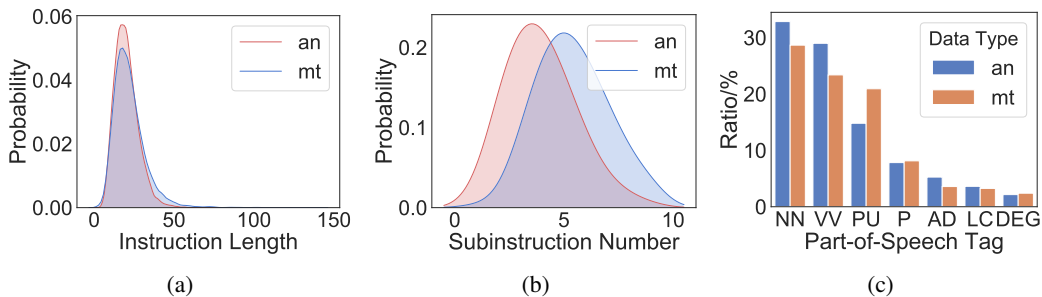 0.06
0.04
0.02
0.00
Probability
an
mt
0 50 100 150
Instruction Length
(a)
0.2
0.1
0.0
Probability
an
mt
0 5 10
Subinstruction Number
(b)
30
20
10
0
Ratio/%
Data Type
an
mt
NN VV PU P AD LC DEG
Part-of-Speech Tag
(c)